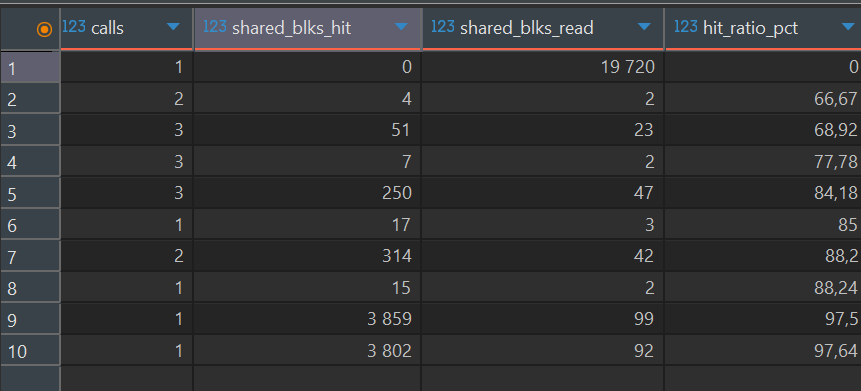 123 calls 123 shared_blks_hit 123 shared_blks_read 123 hit_ratio_pct
1 1 0 19 720 0
2 2 4 2 66,67
3 3 51 23 68,92
4 3 7 2 77,78
5 3 250 47 84,18
6 1 17 3 85
7 2 314 42 88,2
8 1 15 2 88,24
9 1 3 859 99 97,5
10 1 3 802 92 97,64